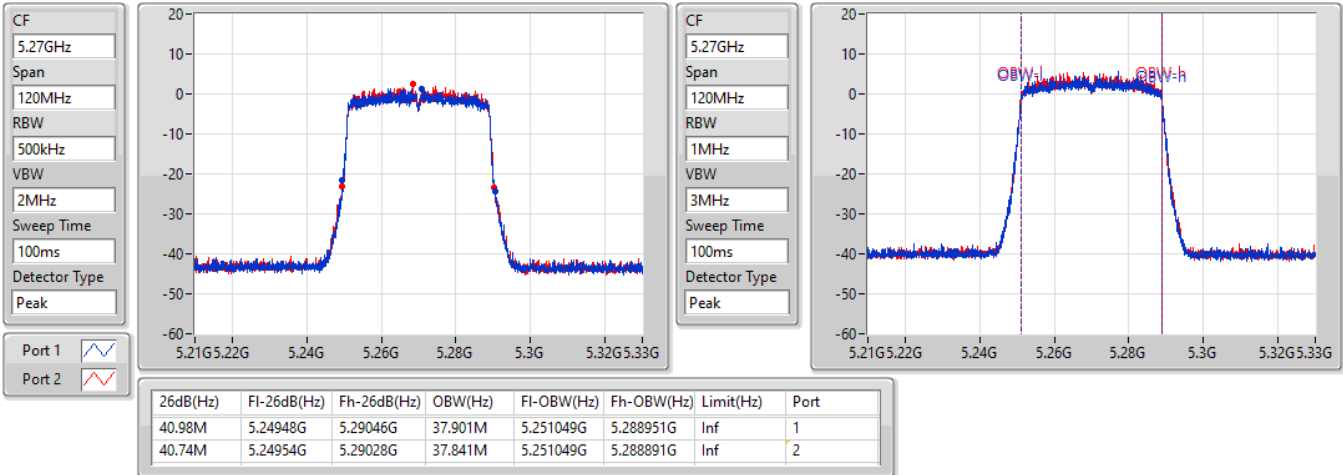 CF
5.27GHz
Span
120MHz
RBW
500kHz
VBW
2MHz
Sweep Time
100ms
Detector Type
Peak
Port 1
Port 2
20
10
0
-10
-20
-30
-40
-50
-60
5.21G 5.22G 5.24G 5.26G 5.28G 5.3G 5.32G 5.33G
CF
5.27GHz
Span
120MHz
RBW
1MHz
VBW
3MHz
Sweep Time
100ms
Detector Type
Peak
20
10
0
-10
-20
-30
-40
-50
-60
OBW-l OBW-h
5.21G 5.22G 5.24G 5.26G 5.28G 5.3G 5.32G 5.33G
26dB(Hz) Fl-26dB(Hz) Fh-26dB(Hz) OBW(Hz) Fl-OBW(Hz) Fh-OBW(Hz) Limit(Hz) Port
40.98M 5.24948G 5.29046G 37.901M 5.251049G 5.288951G Inf 1
40.74M 5.24954G 5.29028G 37.841M 5.251049G 5.288891G Inf 2